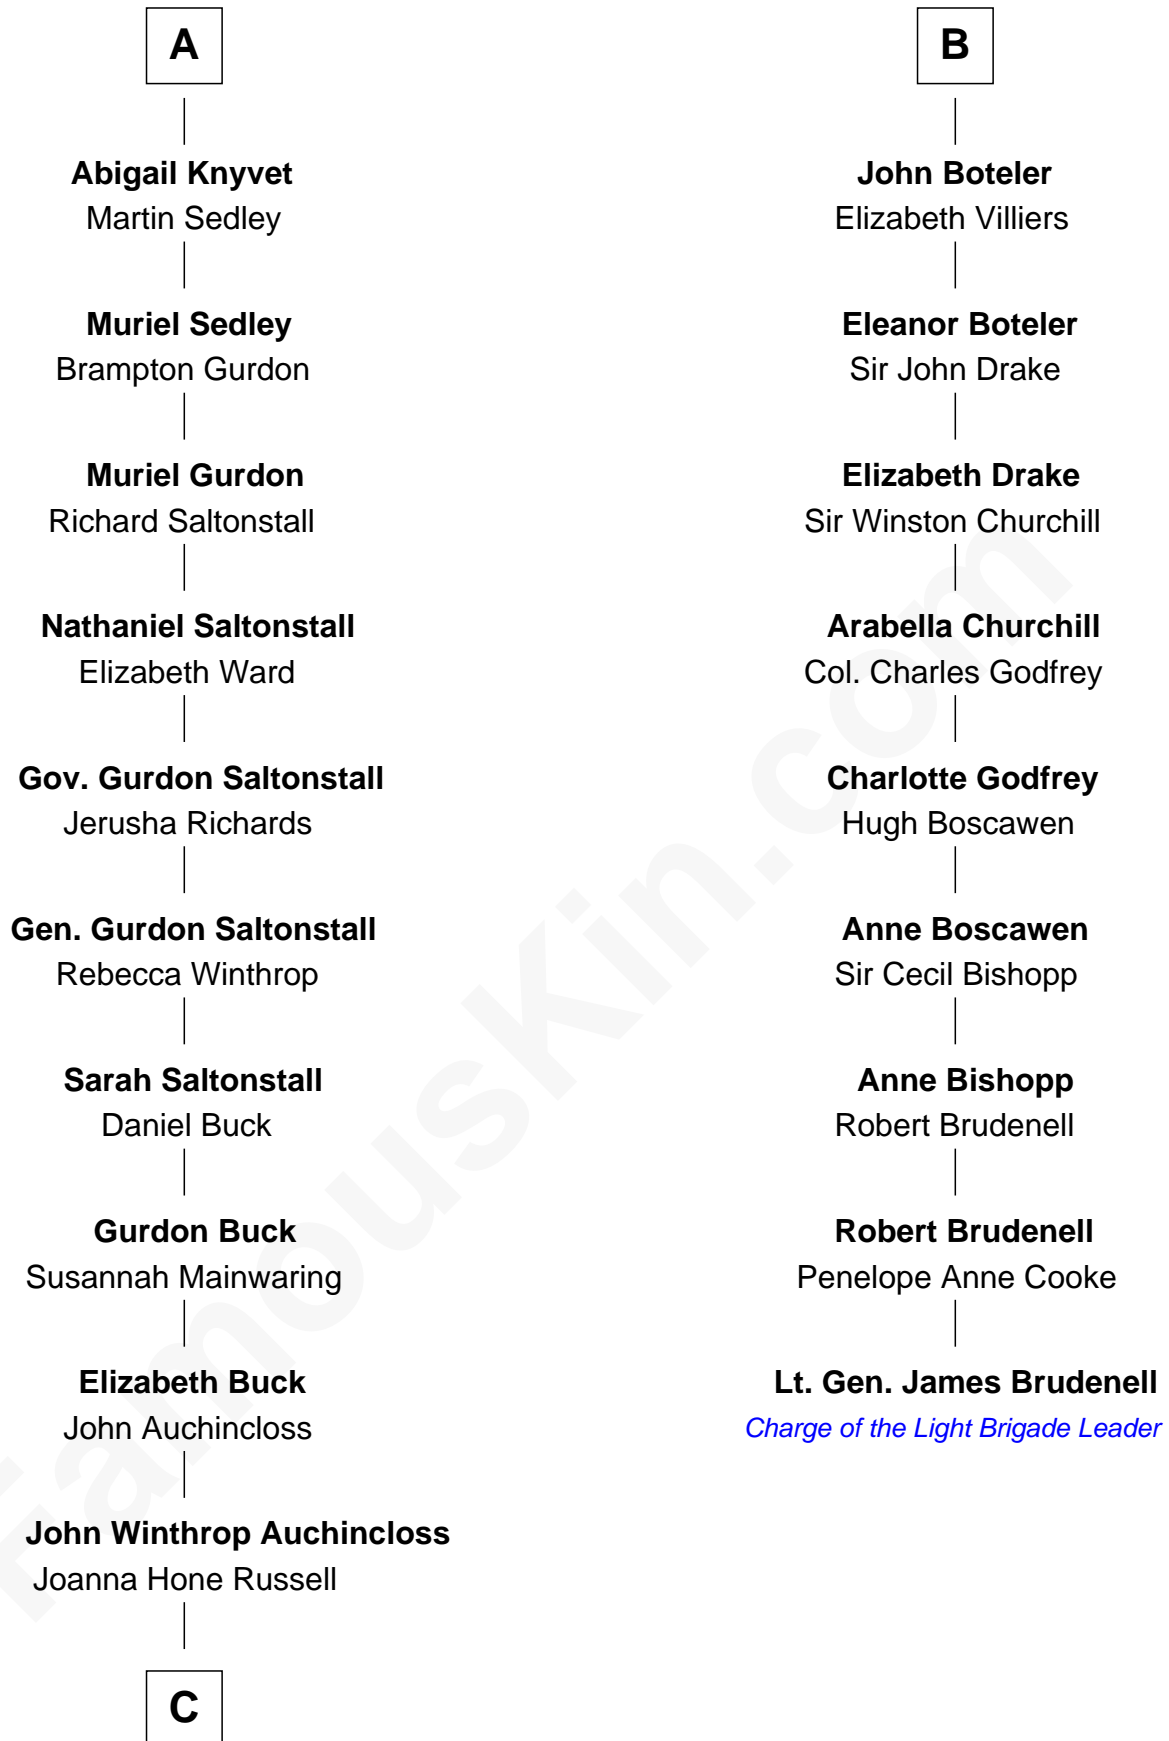 A
Abigail Knyvet
Martin Sedley
Muriel Sedley
Brampton Gurdon
Muriel Gurdon
Richard Saltonstall
Nathaniel Saltonstall
Elizabeth Ward
Gov. Gurdon Saltonstall
Jerusha Richards
Gen. Gurdon Saltonstall
Rebecca Winthrop
Sarah Saltonstall
Daniel Buck
Gurdon Buck
Susannah Mainwaring
Elizabeth Buck
John Auchincloss
John Winthrop Auchincloss
Joanna Hone Russell
C
B
John Boteler
Elizabeth Villiers
Eleanor Boteler
Sir John Drake
Elizabeth Drake
Sir Winston Churchill
Arabella Churchill
Col. Charles Godfrey
Charlotte Godfrey
Hugh Boscawen
Anne Boscawen
Sir Cecil Bishopp
Anne Bishopp
Robert Brudenell
Robert Brudenell
Penelope Anne Cooke
Lt. Gen. James Brudenell
Charge of the Light Brigade Leader
FamousKin.com